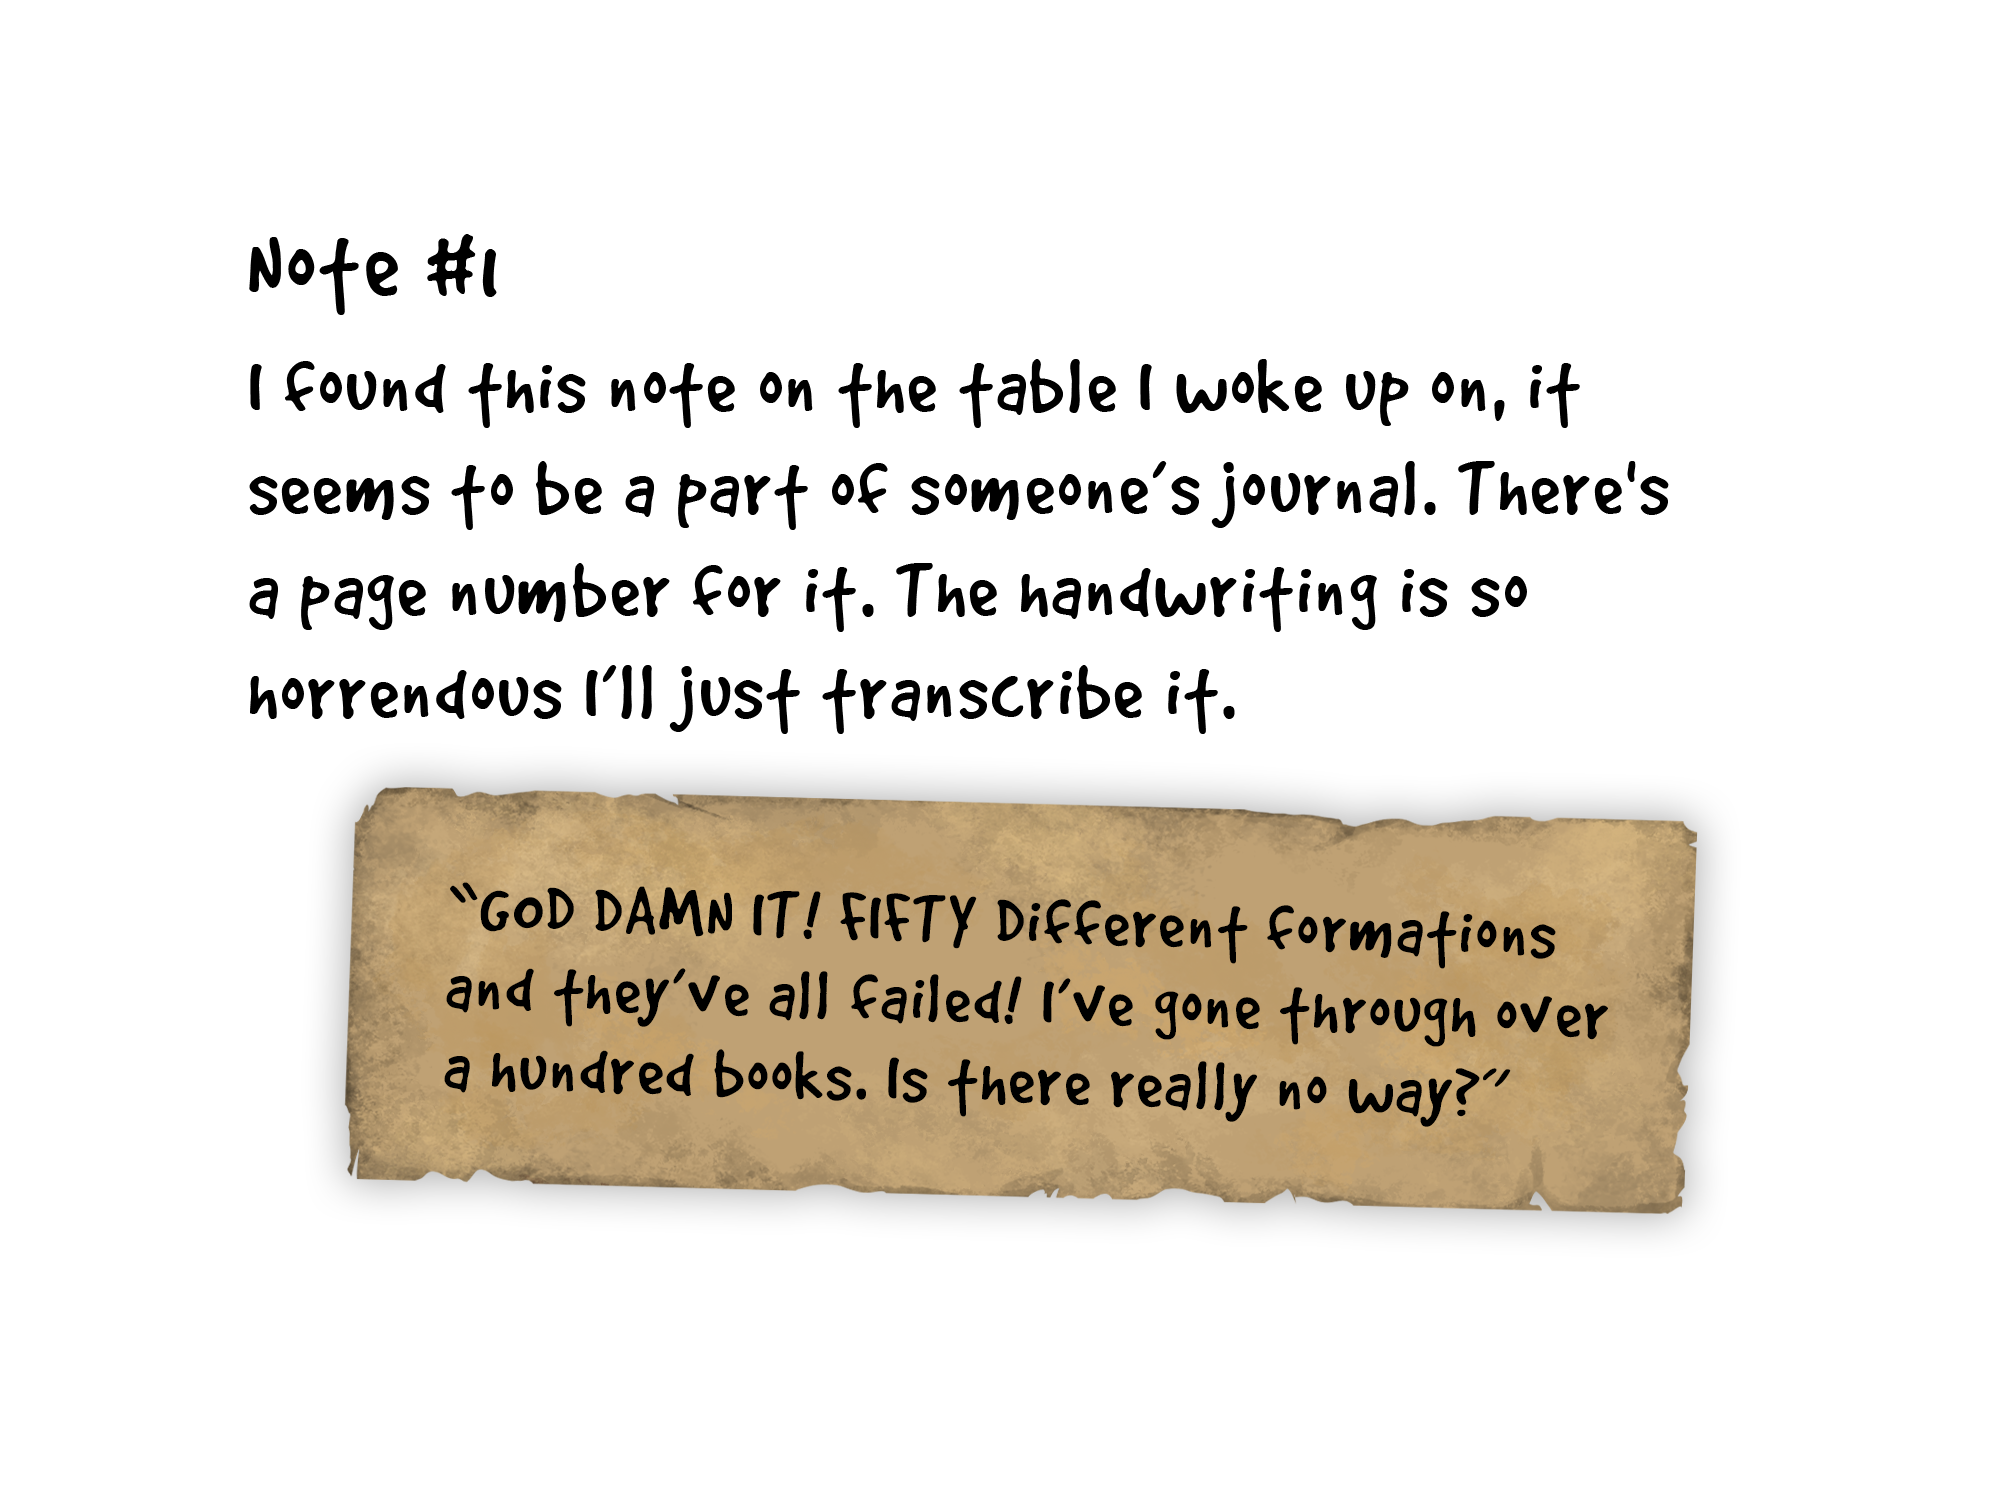 Note #1
I found this note on the table I woke up on, it
seems to be a part of someone’s journal. There's
a page number for it. The handwriting is so
horrendous I’ll just transcribe it.
“GOD DAMN IT! FIFTY Different formations
and they’ve all failed! I’ve gone through over
a hundred books. Is there really no way?”